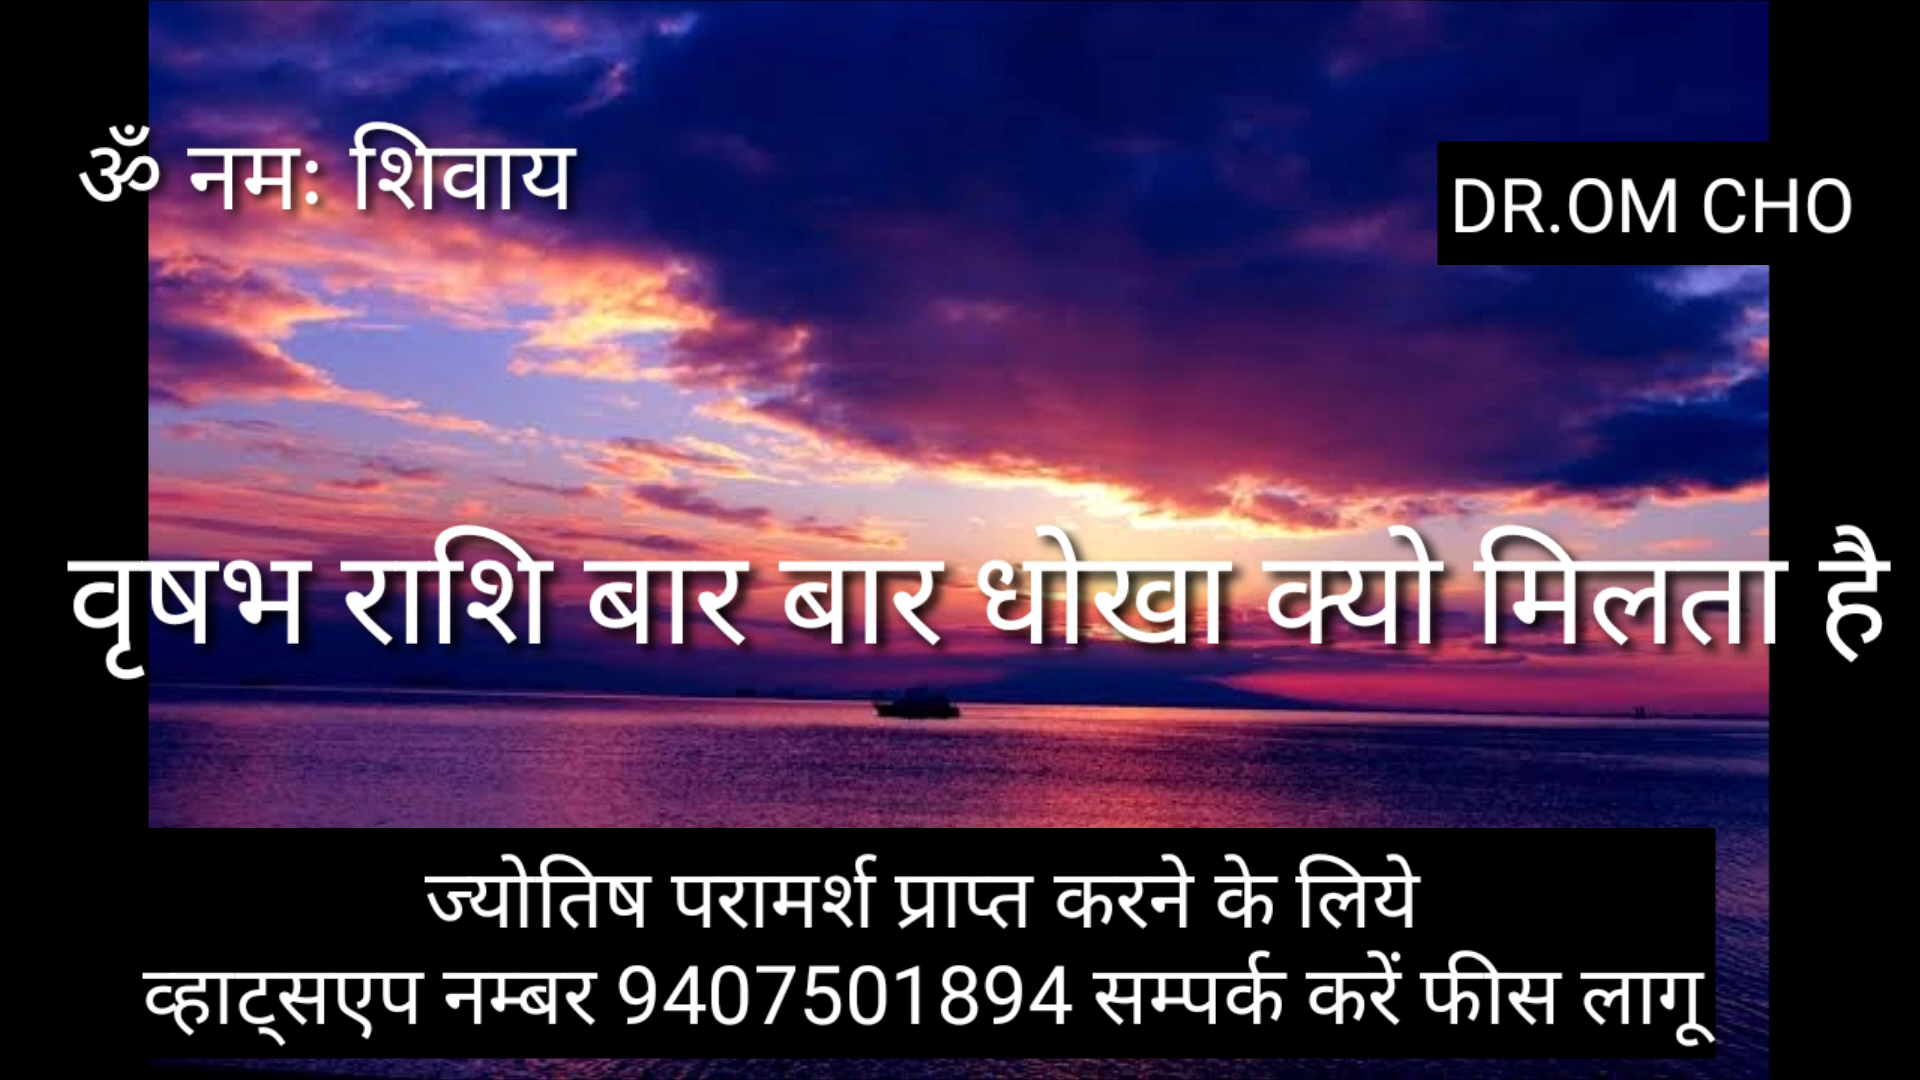 ॐ नमः शिवाय
DR.OM CHO
वृषभ राशि बार बार धोखा क्यो मिलता है
ज्योतिष परामर्श प्राप्त करने के लिये
व्हाट्सएप नम्बर 9407501894 सम्पर्क करें फीस लागू